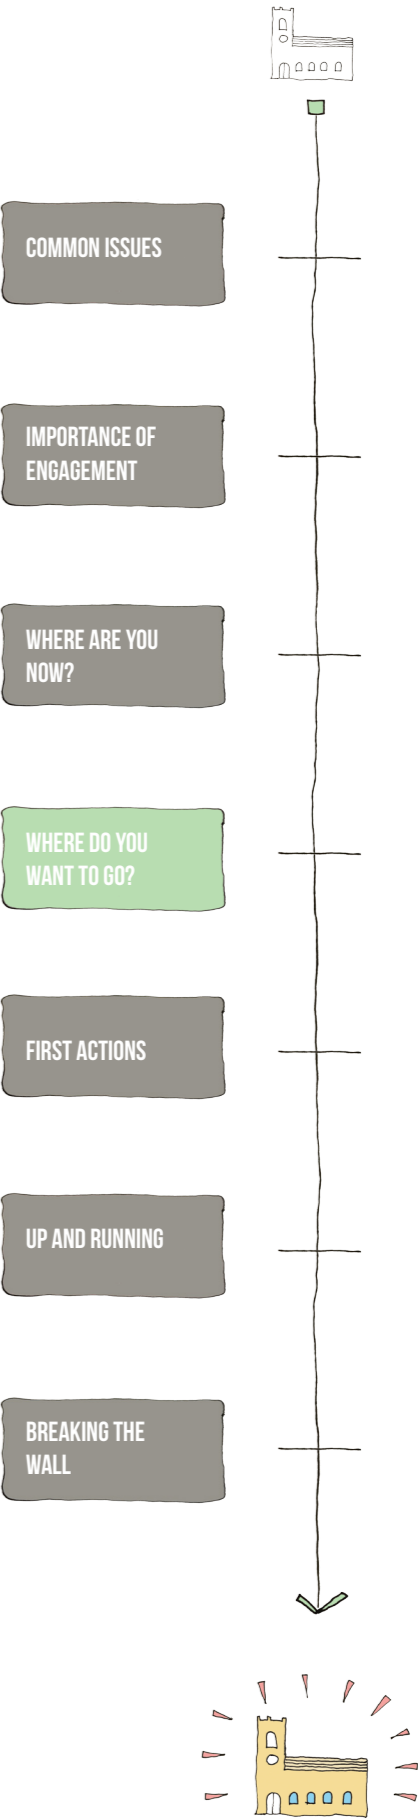 COMMON ISSUES
IMPORTANCE OF
ENGAGEMENT
WHERE ARE YOU
NOW?
WHERE DO YOU
WANT TO GO?
FIRST ACTIONS
UP AND RUNNING
BREAKING THE
WALL